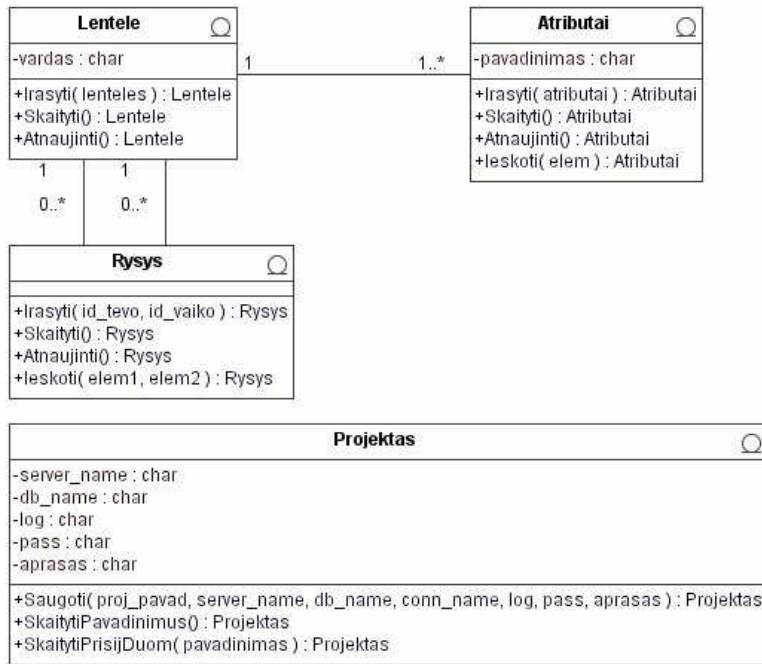 Lentele
-vardas : char
+Irasyti( lenteles ) : Lentele
+Skaityti() : Lentele
+Atnaujinti() : Lentele
1
1..*
Atributai
-pavadinimas : char
+Irasyti( atributai ) : Atributai
+Skaityti() : Atributai
+Atnaujinti() : Atributai
+Ieskoti( elem ) : Atributai
1
1
0..*
0..*
Rysys
+Irasyti( id_tevo, id_vaiko ) : Rysys
+Skaityti() : Rysys
+Atnaujinti() : Rysys
+Ieskoti( elem1, elem2 ) : Rysys
Projektas
-server_name : char
-db_name : char
-log : char
-pass : char
-aprasas : char
+Saugoti( proj_pavad, server_name, db_name, conn_name, log, pass, aprasas ) : Projektas
+SkaitytiPavadinimus() : Projektas
+SkaitytiPrisijDuom( pavadinimas ) : Projektas